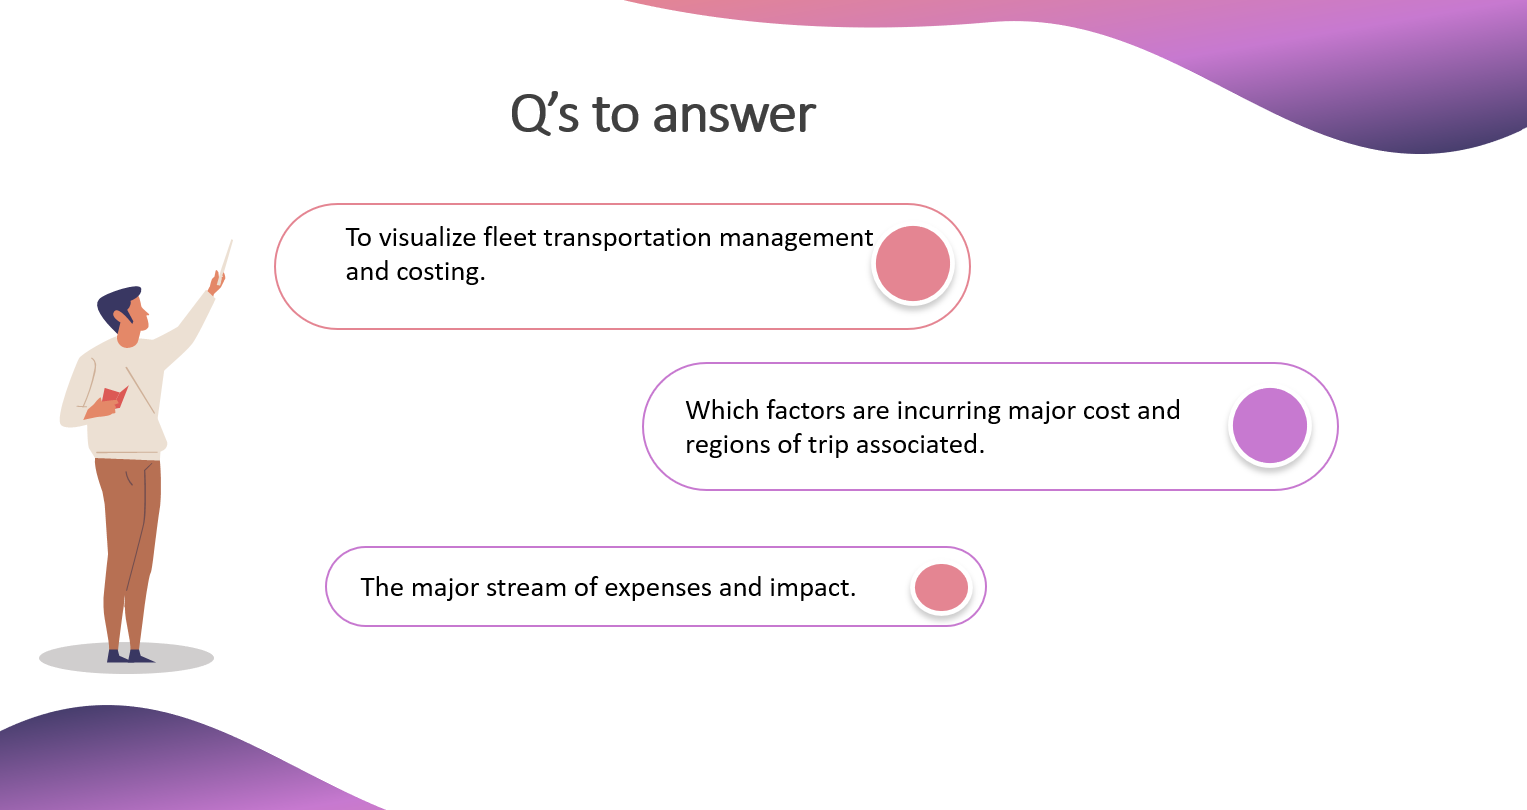 Q’s to answer
To visualize fleet transportation management
and costing.
Which factors are incurring major cost and
regions of trip associated.
The major stream of expenses and impact.